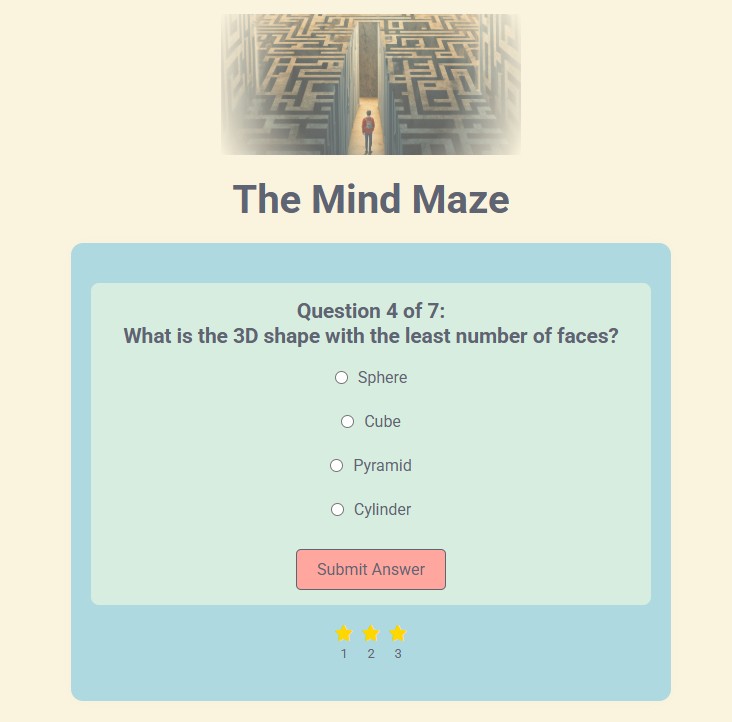 The Mind Maze
Question 4 of 7:
What is the 3D shape with the least number of faces?
Sphere
Cube
Pyramid
Cylinder
Submit Answer
1 2 3